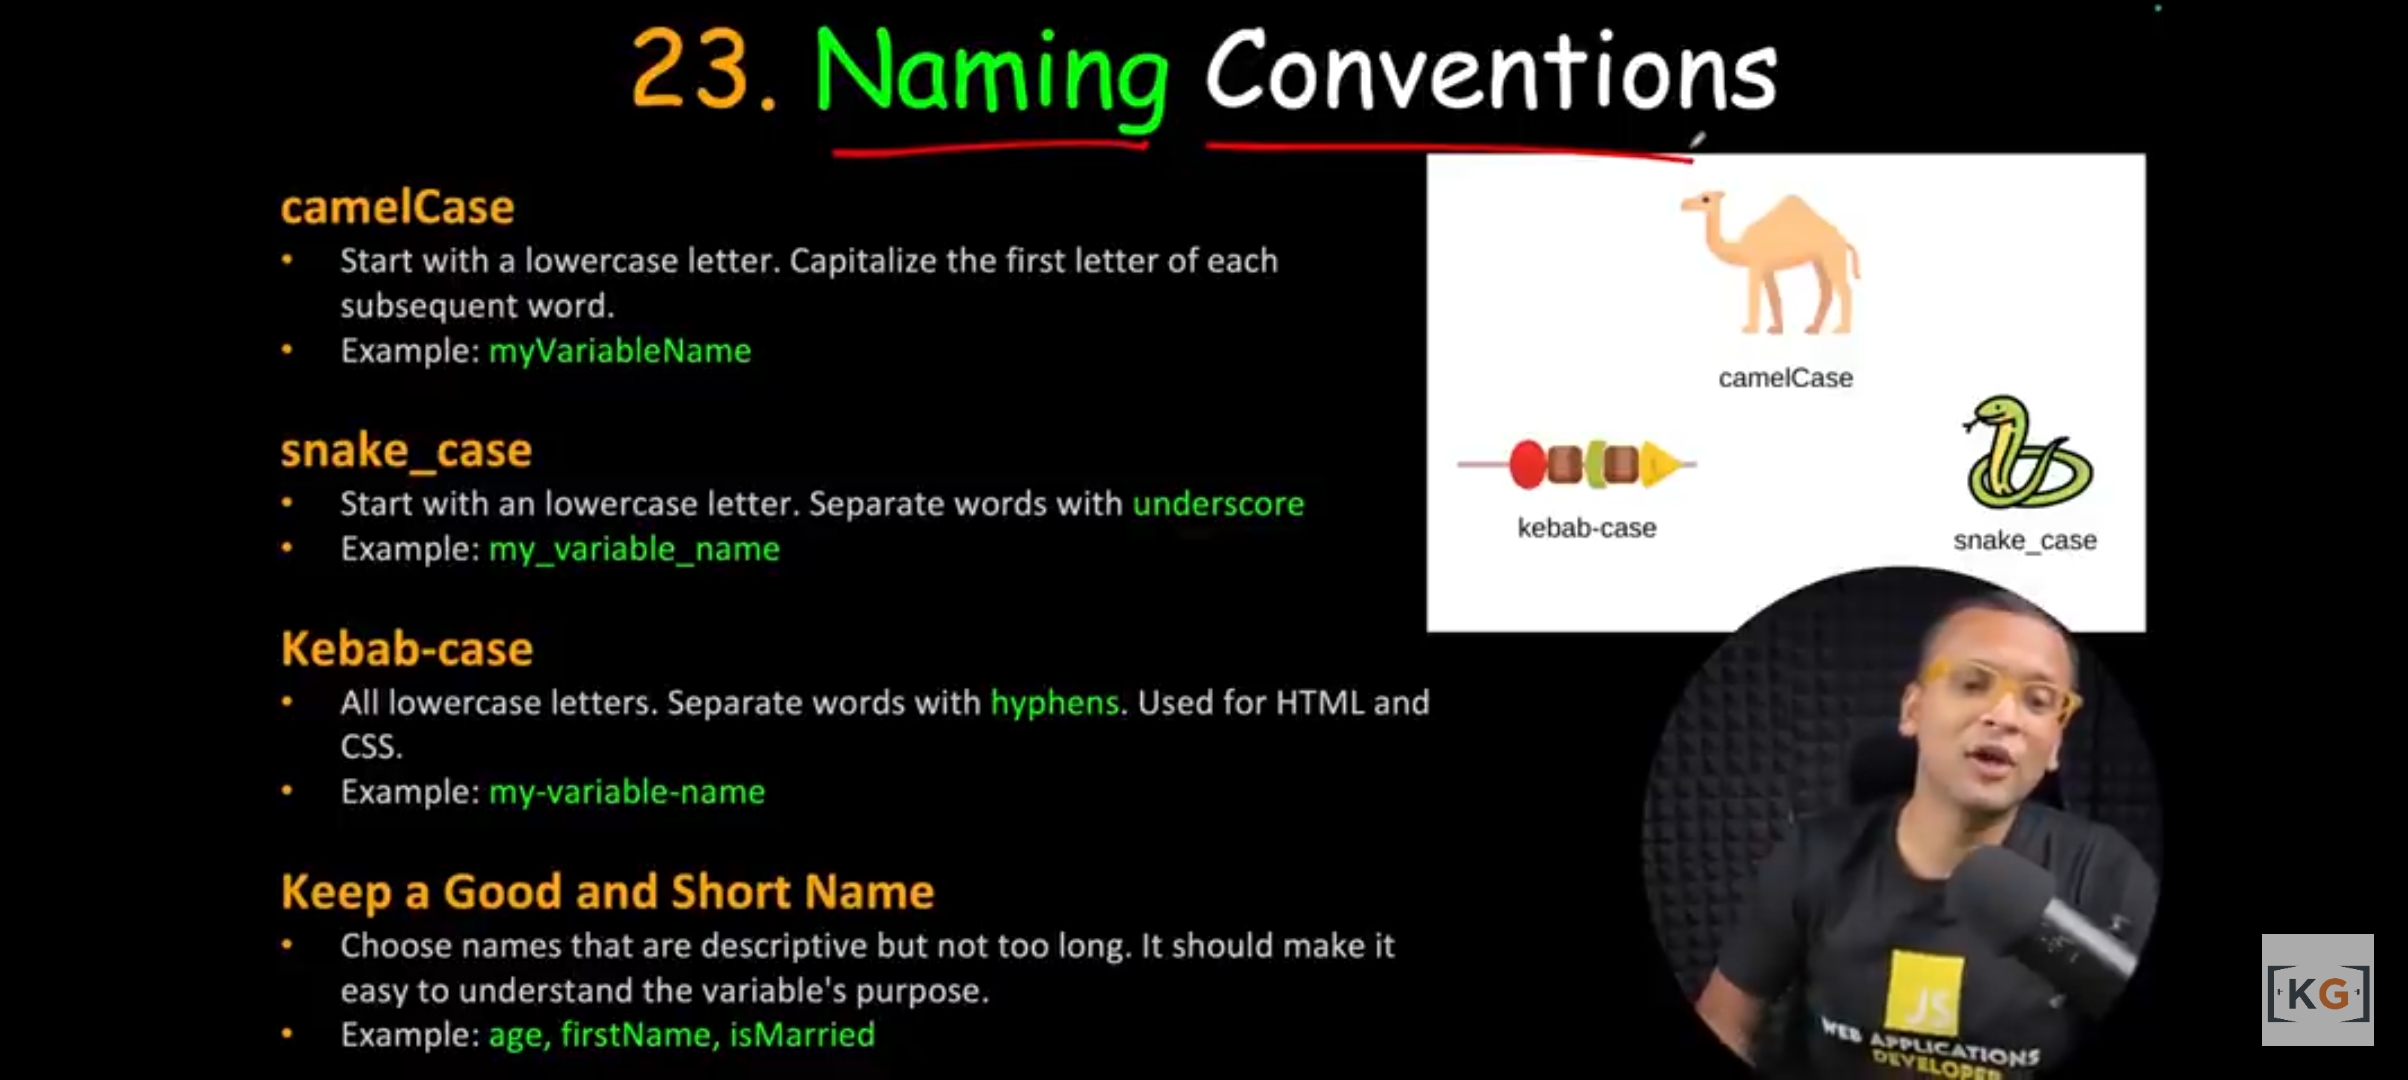 23. Naming Conventions
camelCase
• Start with a lowercase letter. Capitalize the first letter of each
subsequent word.
• Example: myVariableName
snake_case
• Start with an lowercase letter. Separate words with underscore
• Example: my_variable_name
Kebab-case
• All lowercase letters. Separate words with hyphens. Used for HTML and
CSS.
• Example: my-variable-name
Keep a Good and Short Name
• Choose names that are descriptive but not too long. It should make it
easy to understand the variable's purpose.
• Example: age, firstName, isMarried
camelCase
kebab-case
snake_case
JS
WEB APPLICATIONS
DEVELOPER
KG